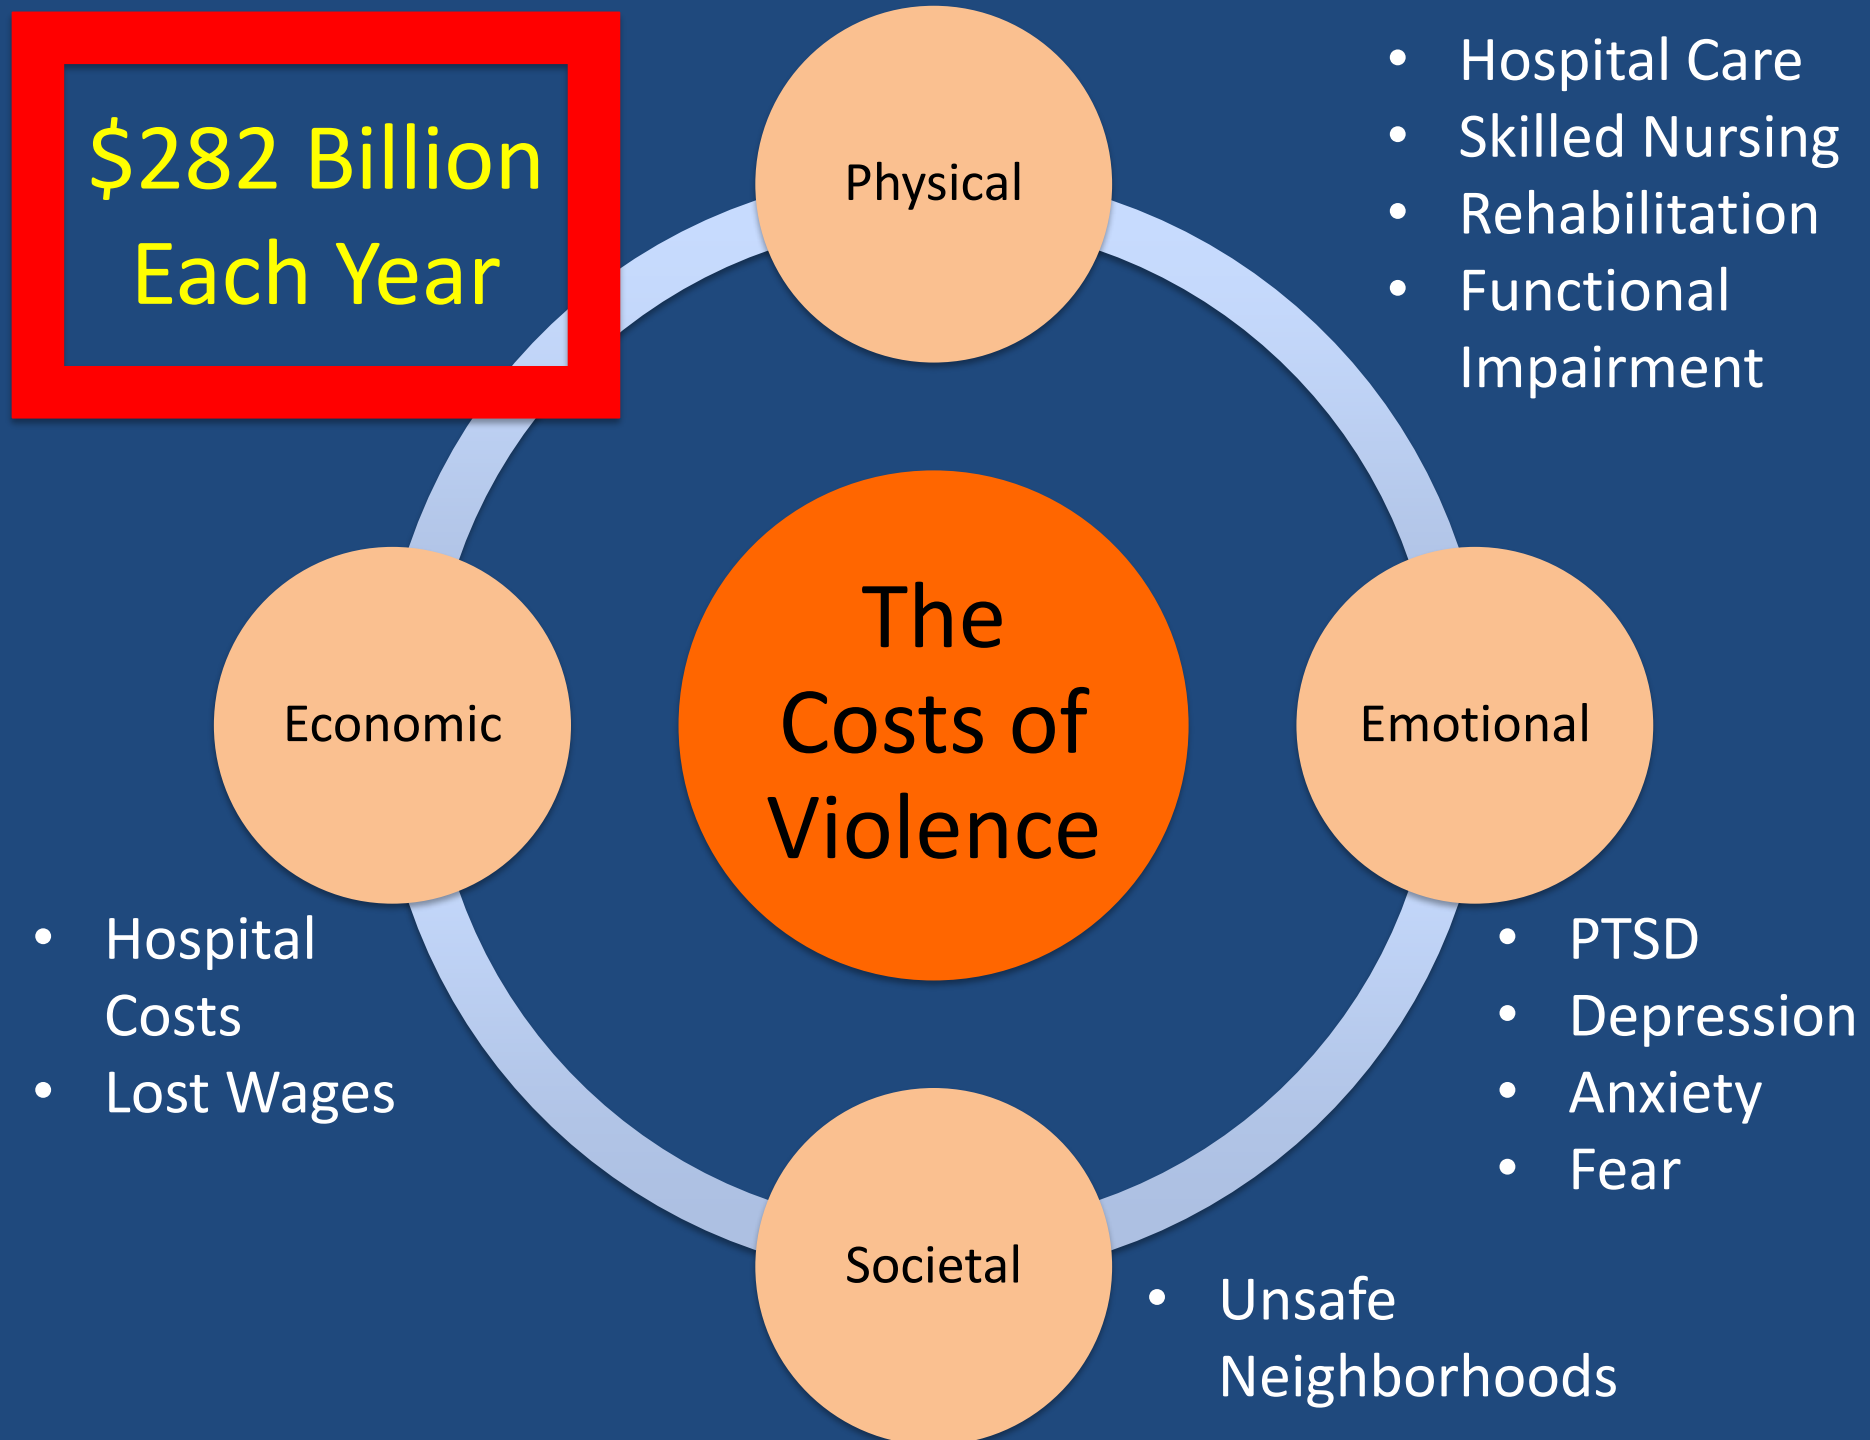 $282 Billion
Each Year
Physical
• Hospital Care
• Skilled Nursing
• Rehabilitation
• Functional
Impairment
The
Costs of
Violence
Economic
Emotional
• Hospital
Costs
• Lost Wages
• PTSD
• Depression
• Anxiety
• Fear
Societal
• Unsafe
Neighborhoods